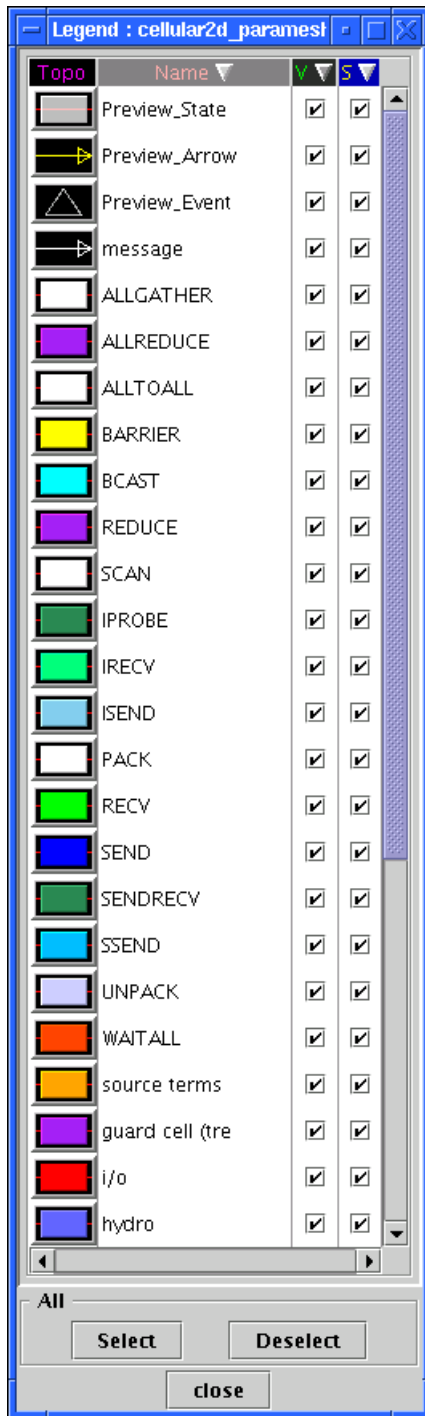 Legend : cellular2d_paramesh
Topo Name V S
Preview_State
Preview_Arrow
Preview_Event
message
ALLGATHER
ALLREDUCE
ALLTOALL
BARRIER
BCAST
REDUCE
SCAN
IPROBE
IRECV
ISEND
PACK
RECV
SEND
SENDRECV
SSEND
UNPACK
WAITALL
source terms
guard cell (tre
i/o
hydro
All
Select Deselect
close